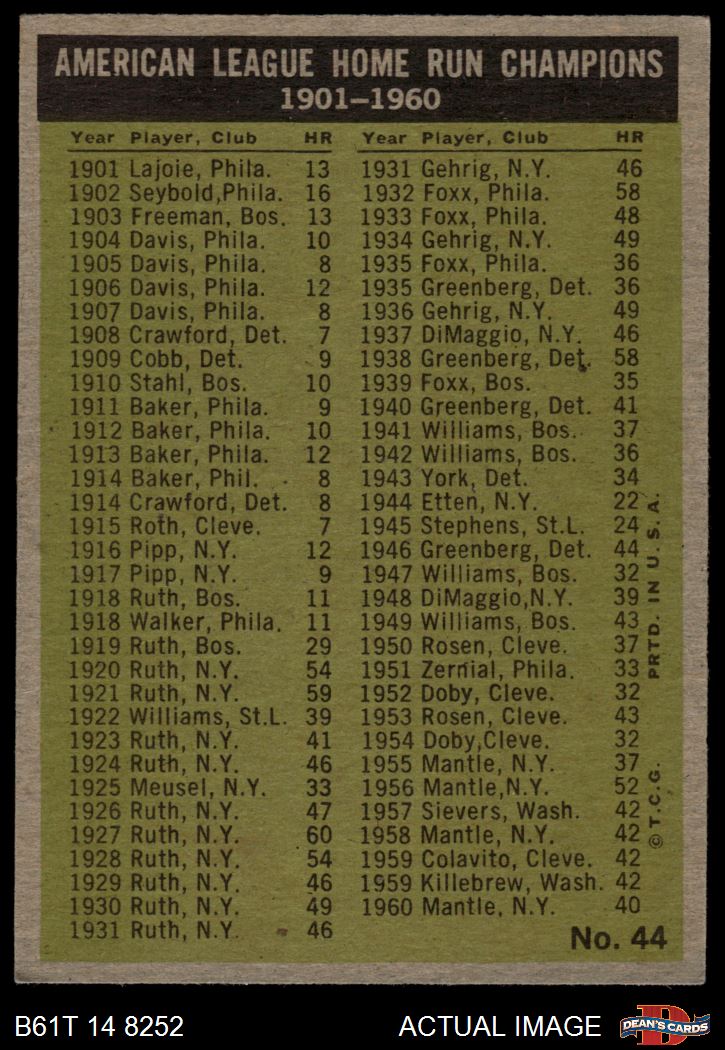 AMERICAN LEAGUE HOME RUN CHAMPIONS
1901–1960
Year Player, Club HR
1901 Lajoie, Phila. 13
1902 Seybold,Phila. 16
1903 Freeman, Bos. 13
1904 Davis, Phila. 10
1905 Davis, Phila. 8
1906 Davis, Phila. 12
1907 Davis, Phila. 8
1908 Crawford, Det. 7
1909 Cobb, Det. 9
1910 Stahl, Bos. 10
1911 Baker, Phila. 9
1912 Baker, Phila. 10
1913 Baker, Phila. 12
1914 Baker, Phil. 8
1914 Crawford, Det. 8
1915 Roth, Cleve. 7
1916 Pipp, N.Y. 12
1917 Pipp, N.Y. 9
1918 Ruth, Bos. 11
1918 Walker, Phila. 11
1919 Ruth, Bos. 29
1920 Ruth, N.Y. 54
1921 Ruth, N.Y. 59
1922 Williams, St.L. 39
1923 Ruth, N.Y. 41
1924 Ruth, N.Y. 46
1925 Meusel, N.Y. 33
1926 Ruth, N.Y. 47
1927 Ruth, N.Y. 60
1928 Ruth, N.Y. 54
1929 Ruth, N.Y. 46
1930 Ruth, N.Y. 49
1931 Ruth, N.Y. 46
Year Player, Club HR
1931 Gehrig, N.Y. 46
1932 Foxx, Phila. 58
1933 Foxx, Phila. 48
1934 Gehrig, N.Y. 49
1935 Foxx, Phila. 36
1935 Greenberg, Det. 36
1936 Gehrig, N.Y. 49
1937 DiMaggio, N.Y. 46
1938 Greenberg, Det. 58
1939 Foxx, Bos. 35
1940 Greenberg, Det. 41
1941 Williams, Bos. 37
1942 Williams, Bos. 36
1943 York, Det. 34
1944 Etten, N.Y. 22
1945 Stephens, St.L. 24
1946 Greenberg, Det. 44
1947 Williams, Bos. 32
1948 DiMaggio,N.Y. 39
1949 Williams, Bos. 43
1950 Rosen, Cleve. 37
1951 Zernial, Phila. 33
1952 Doby, Cleve. 32
1953 Rosen, Cleve. 43
1954 Doby,Cleve. 32
1955 Mantle, N.Y. 37
1956 Mantle,N.Y. 52
1957 Sievers, Wash. 42
1958 Mantle, N.Y. 42
1959 Colavito, Cleve. 42
1959 Killebrew, Wash. 42
1960 Mantle, N.Y. 40
©T.C.G. PRTD. IN U.S.A.
No. 44
B61T 14 8252
ACTUAL IMAGE
DEAN'S CARDS